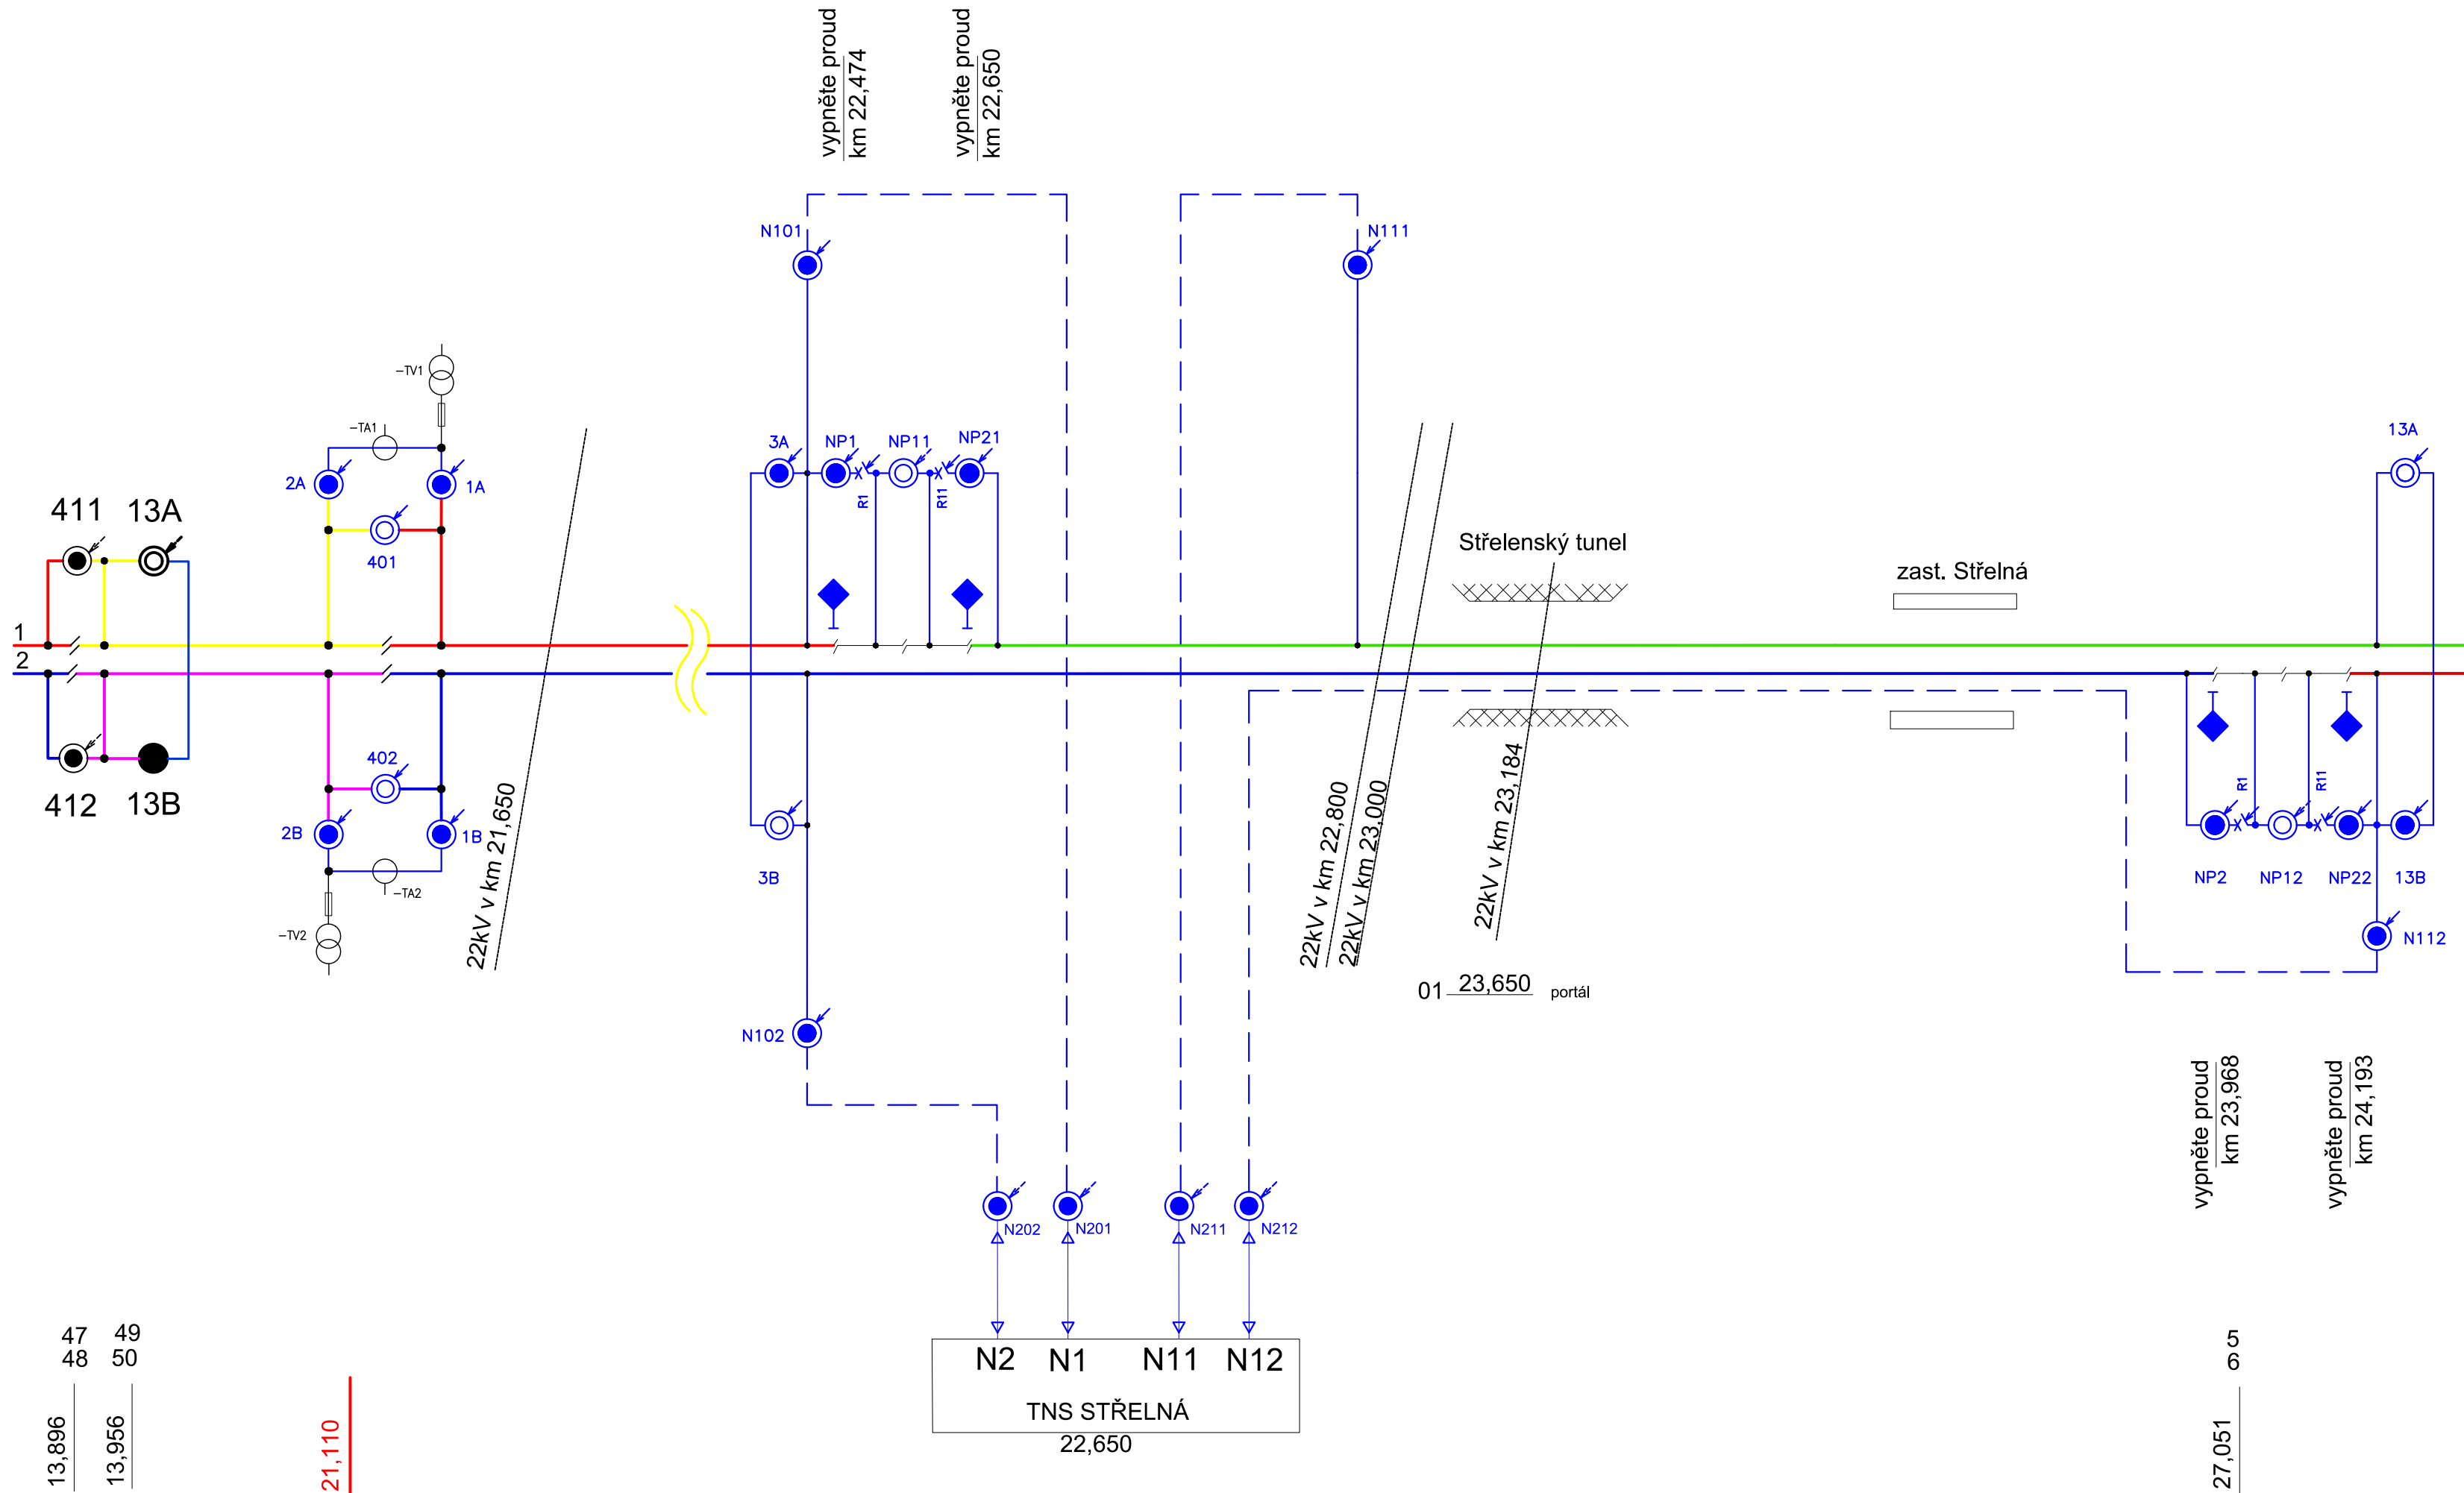 vypněte proud
km 22,474
vypněte proud
km 22,650
N101
N111
-TV1
-TA1
2A
1A
401
3A
NP1
NP11
NP21
R1
R11
13A
411
13A
Střelenský tunel
zast. Střelná
1
2
412
13B
402
2B
1B
-TA2
-TV2
22kV v km 21,650
3B
N102
22kV v km 22,800
22kV v km 23,000
22kV v km 23,184
01 23,650 portál
R1
R11
NP2
NP12
NP22
13B
N112
vypněte proud
km 23,968
vypněte proud
km 24,193
N202
N201
N211
N212
N2
N1
N11
N12
TNS STŘELNÁ
22,650
47
48
13,896
49
50
13,956
21,110
5
6
27,051